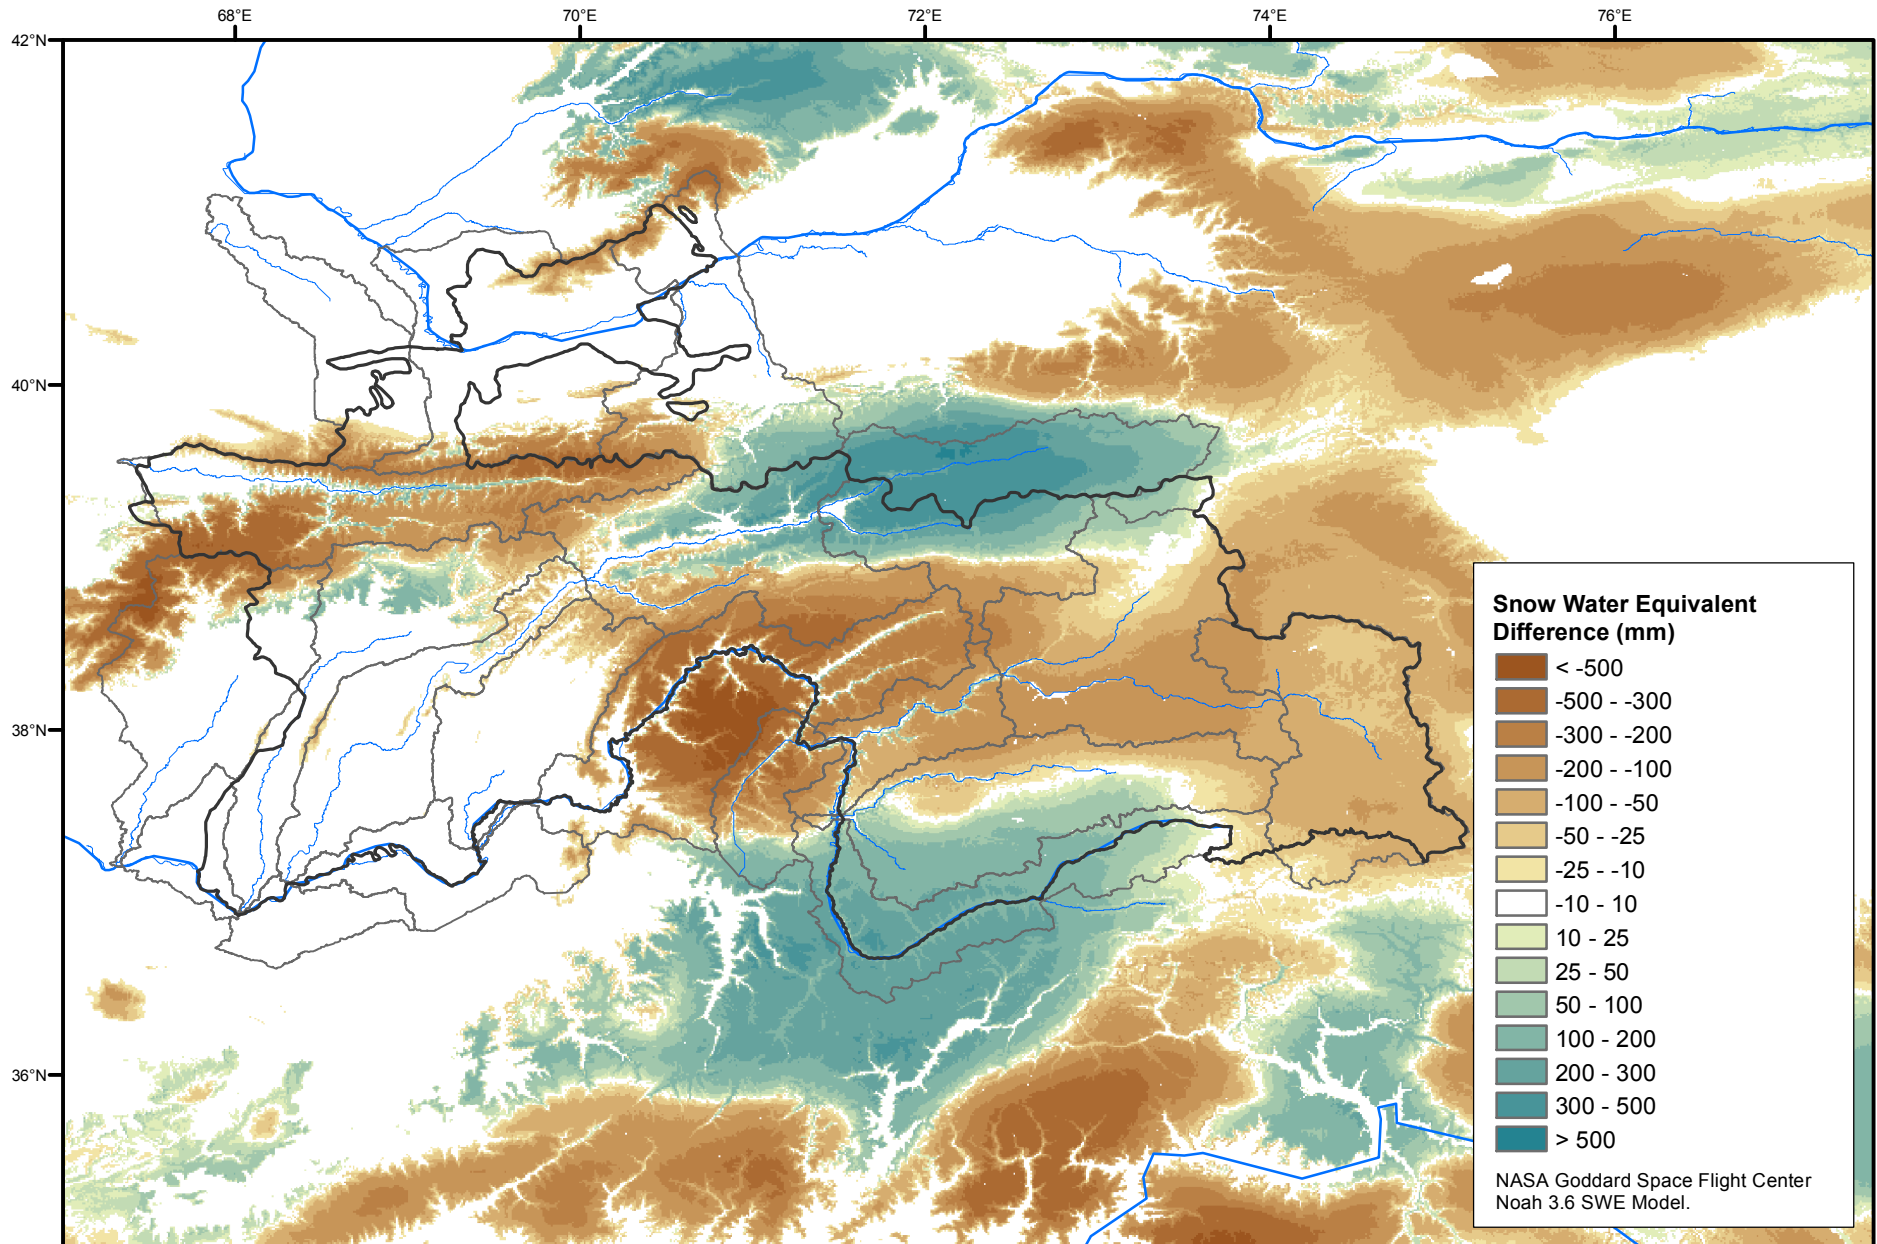 68°E
70°E
72°E
74°E
76°E
42°N
40°N
38°N
36°N
Snow Water Equivalent
Difference (mm)
< -500
-500 - -300
-300 - -200
-200 - -100
-100 - -50
-50 - -25
-25 - -10
-10 - 10
10 - 25
25 - 50
50 - 100
100 - 200
200 - 300
300 - 500
> 500
NASA Goddard Space Flight Center
Noah 3.6 SWE Model.